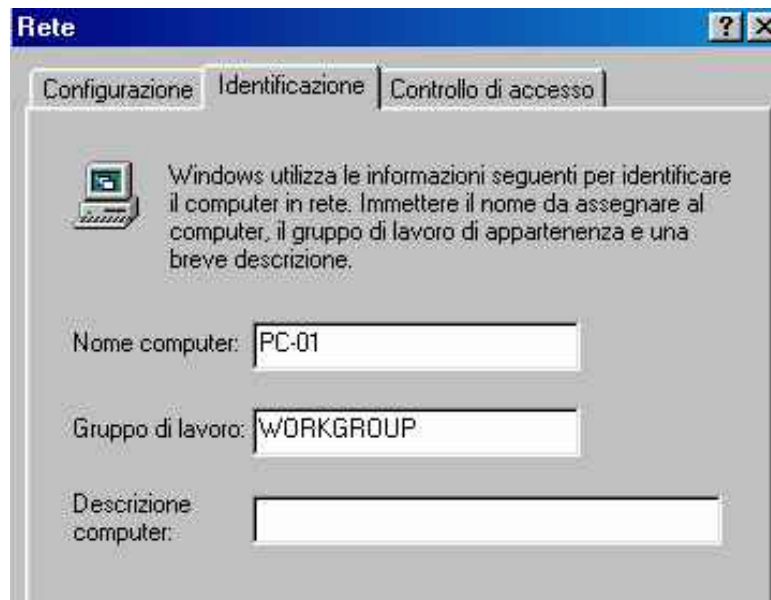 Rete
Configurazione Identificazione Controllo di accesso
Windows utilizza le informazioni seguenti per identificare
il computer in rete. Immettere il nome da assegnare al
computer, il gruppo di lavoro di appartenenza e una
breve descrizione.
Nome computer: PC-01
Gruppo di lavoro: WORKGROUP
Descrizione
computer: